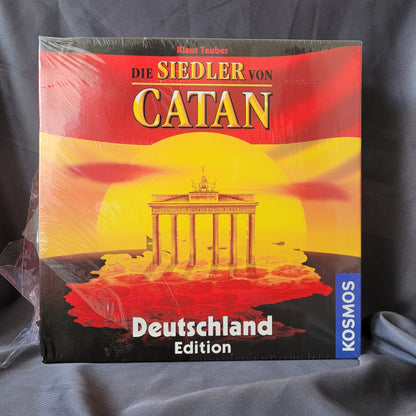 Klaus Teuber
DIE SIEDLER VON
CATAN
Deutschland
Edition
KOSMOS